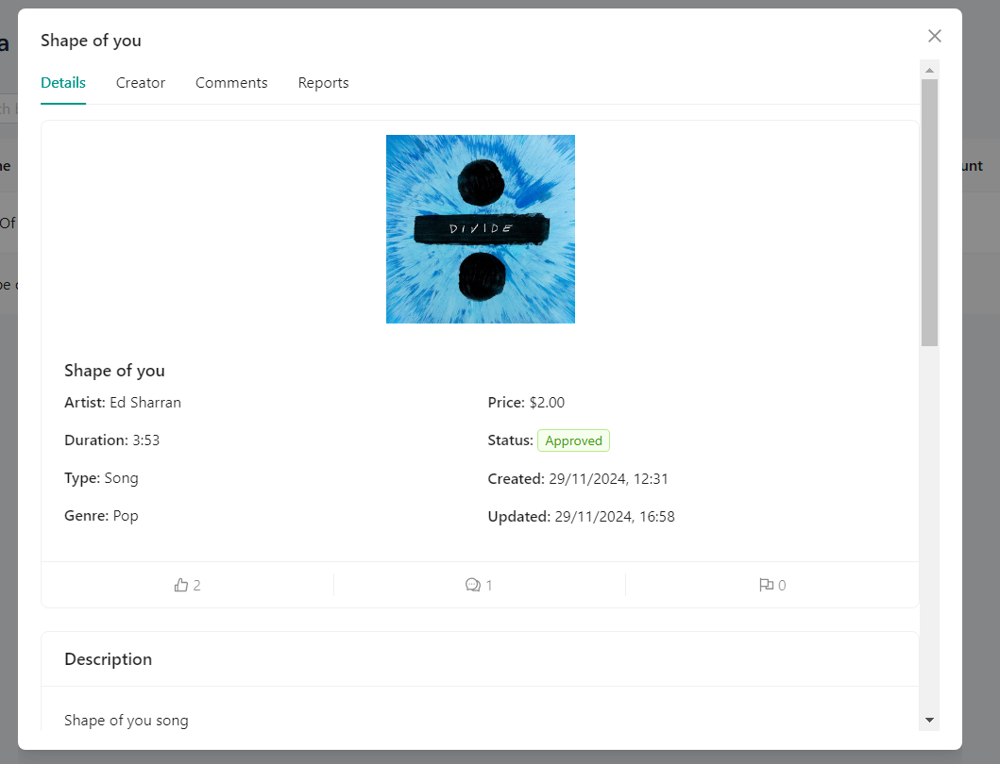 Shape of you
Details Creator Comments Reports
DIVIDE
Shape of you
Artist: Ed Sharran
Price: $2.00
Duration: 3:53
Status: Approved
Type: Song
Created: 29/11/2024, 12:31
Genre: Pop
Updated: 29/11/2024, 16:58
2
1
0
Description
Shape of you song
Of